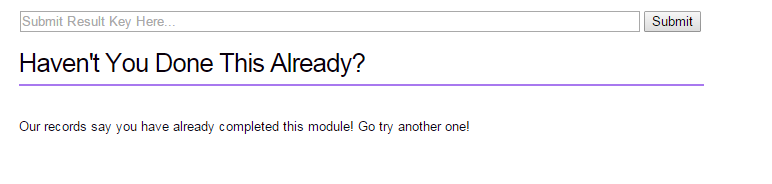 Submit Result Key Here... Submit
Haven't You Done This Already?
Our records say you have already completed this module! Go try another one!